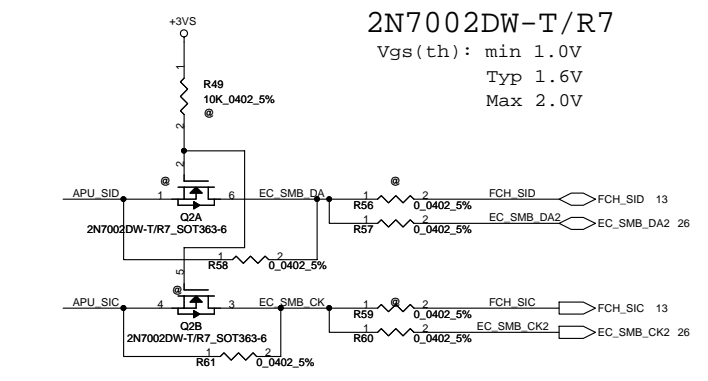 2N7002DW-T/R7
Vgs(th): min 1.0V
Typ 1.6V
Max 2.0V
+3VS
1
R49
10K_0402_5%
@
2
2
@
@
APU_SID 1 6 EC_SMB_DA 1 2 FCH_SID FCH_SID 13
R56 0_0402_5%
Q2A
1 2 EC_SMB_DA2 EC_SMB_DA2 26
2N7002DW-T/R7_SOT363-6
R57 0_0402_5%
1 2
R58 0_0402_5%
5
@
@
APU_SIC 4 3 EC_SMB_CK 1 2 FCH_SIC FCH_SIC 13
R59 0_0402_5%
Q2B
1 2 EC_SMB_CK2 EC_SMB_CK2 26
2N7002DW-T/R7_SOT363-6
R60 0_0402_5%
1 2
R61 0_0402_5%